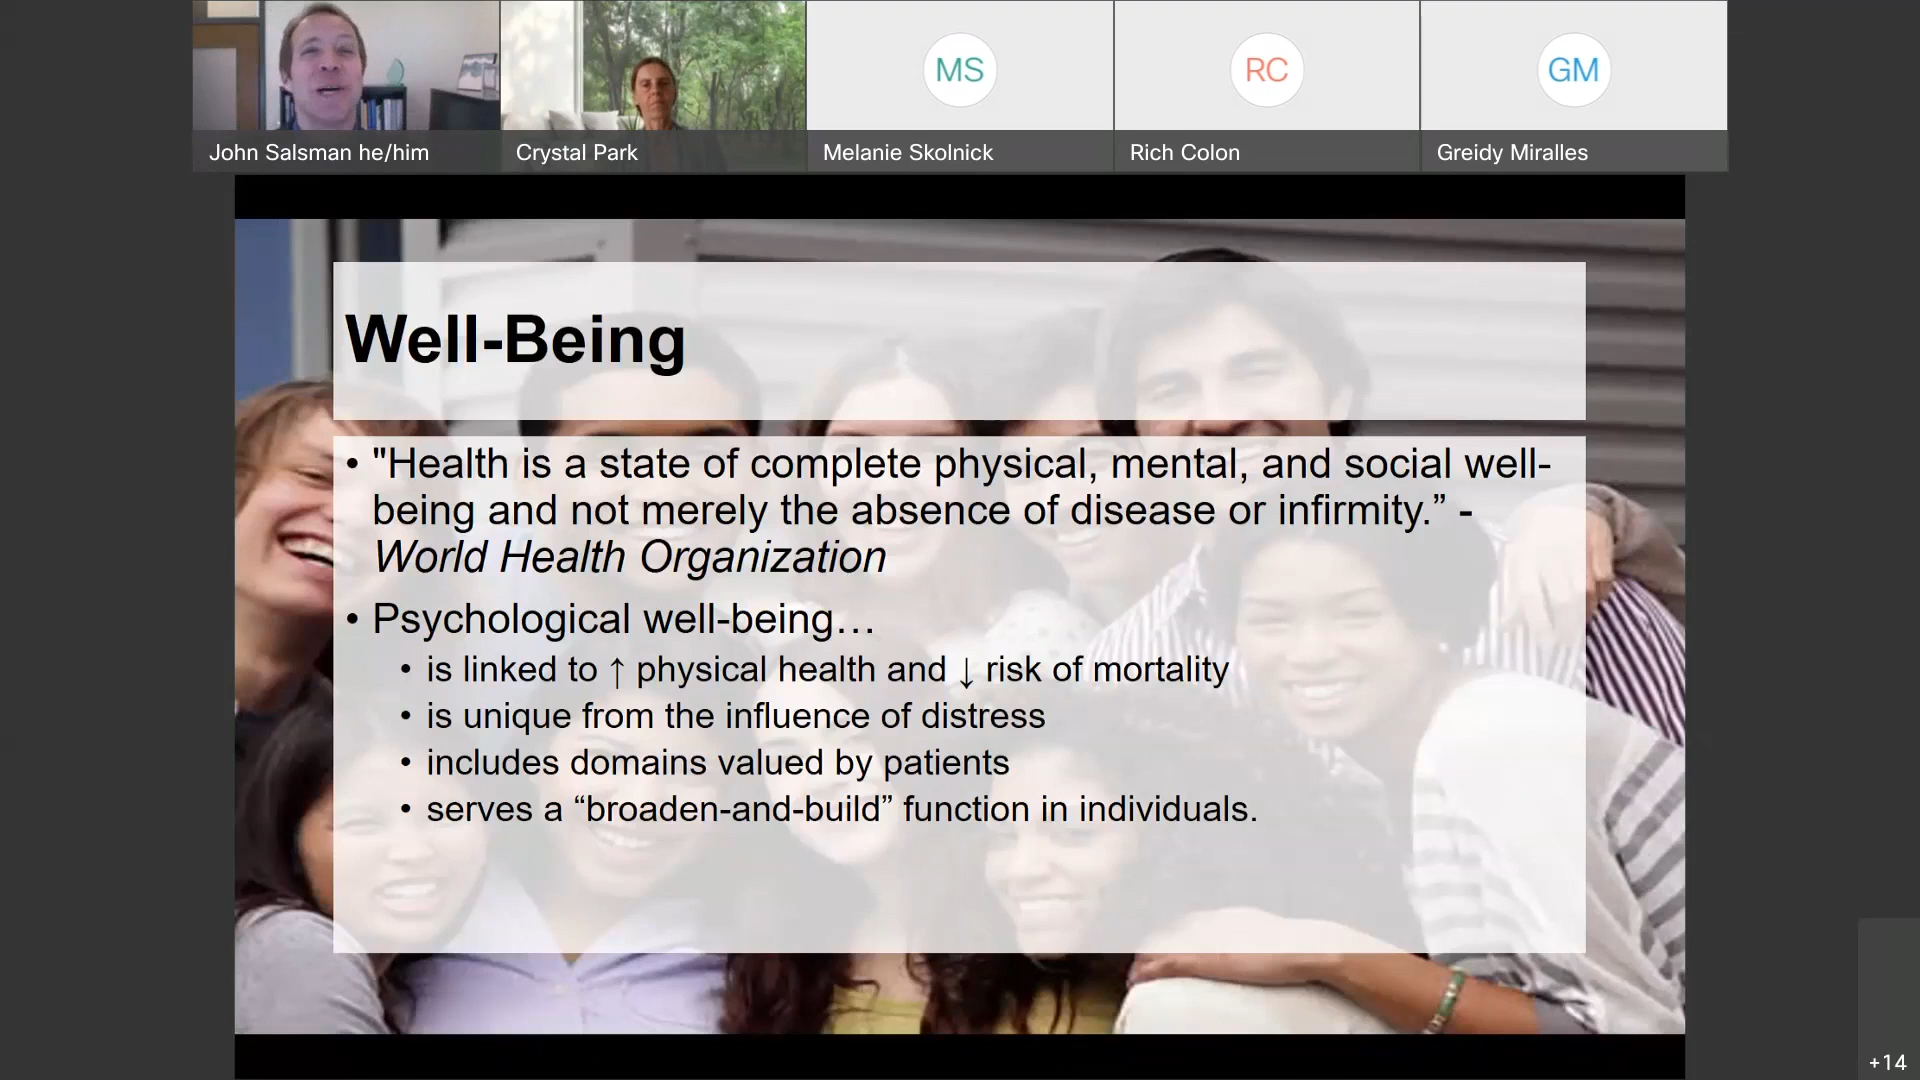 MS
RC
GM
John Salsman he/him
Crystal Park
Melanie Skolnick
Rich Colon
Greidy Miralles
Well-Being
• "Health is a state of complete physical, mental, and social well-
being and not merely the absence of disease or infirmity.” -
World Health Organization
• Psychological well-being…
• is linked to ↑ physical health and ↓ risk of mortality
• is unique from the influence of distress
• includes domains valued by patients
• serves a “broaden-and-build” function in individuals.
+14